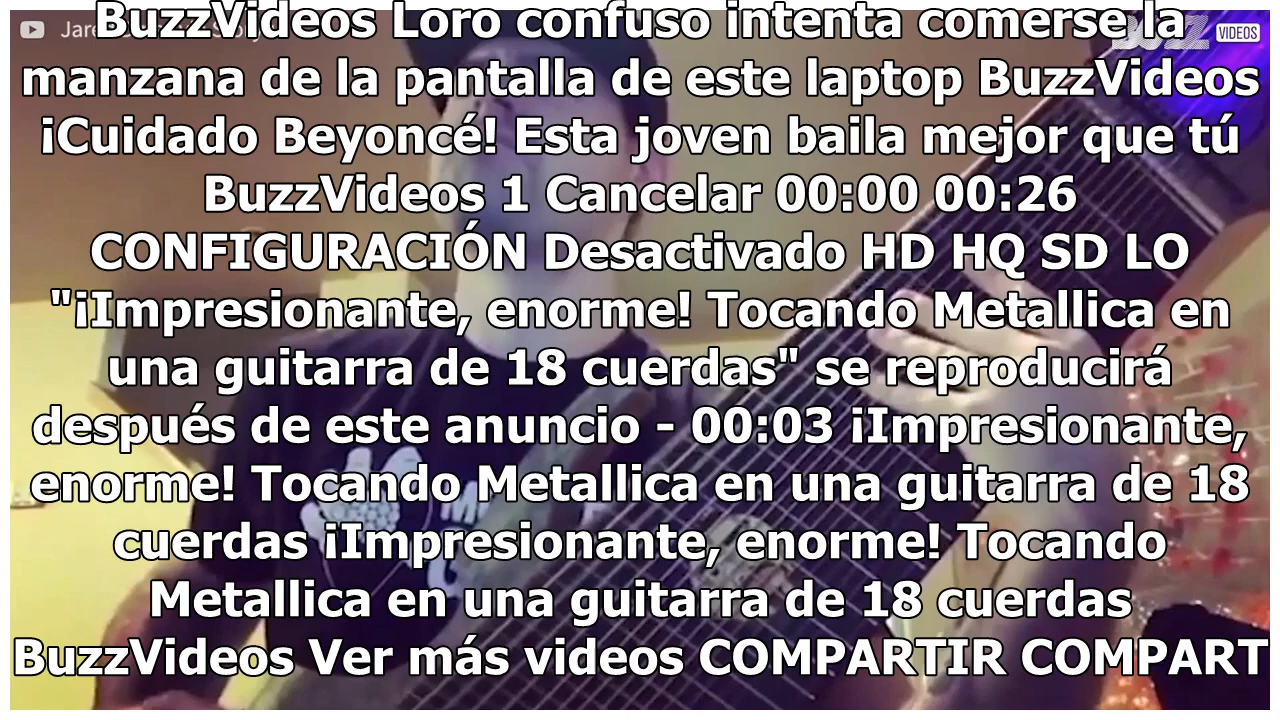 BuzzVideos Loro confuso intenta comerse la
manzana de la pantalla de este laptop BuzzVideos
¡Cuidado Beyoncé! Esta joven baila mejor que tú
BuzzVideos 1 Cancelar 00:00 00:26
CONFIGURACIÓN Desactivado HD HQ SD LO
"¡Impresionante, enorme! Tocando Metallica en
una guitarra de 18 cuerdas" se reproducirá
después de este anuncio - 00:03 ¡Impresionante,
enorme! Tocando Metallica en una guitarra de 18
cuerdas ¡Impresionante, enorme! Tocando
Metallica en una guitarra de 18 cuerdas
BuzzVideos Ver más videos COMPARTIR COMPART
BUZZ VIDEOS